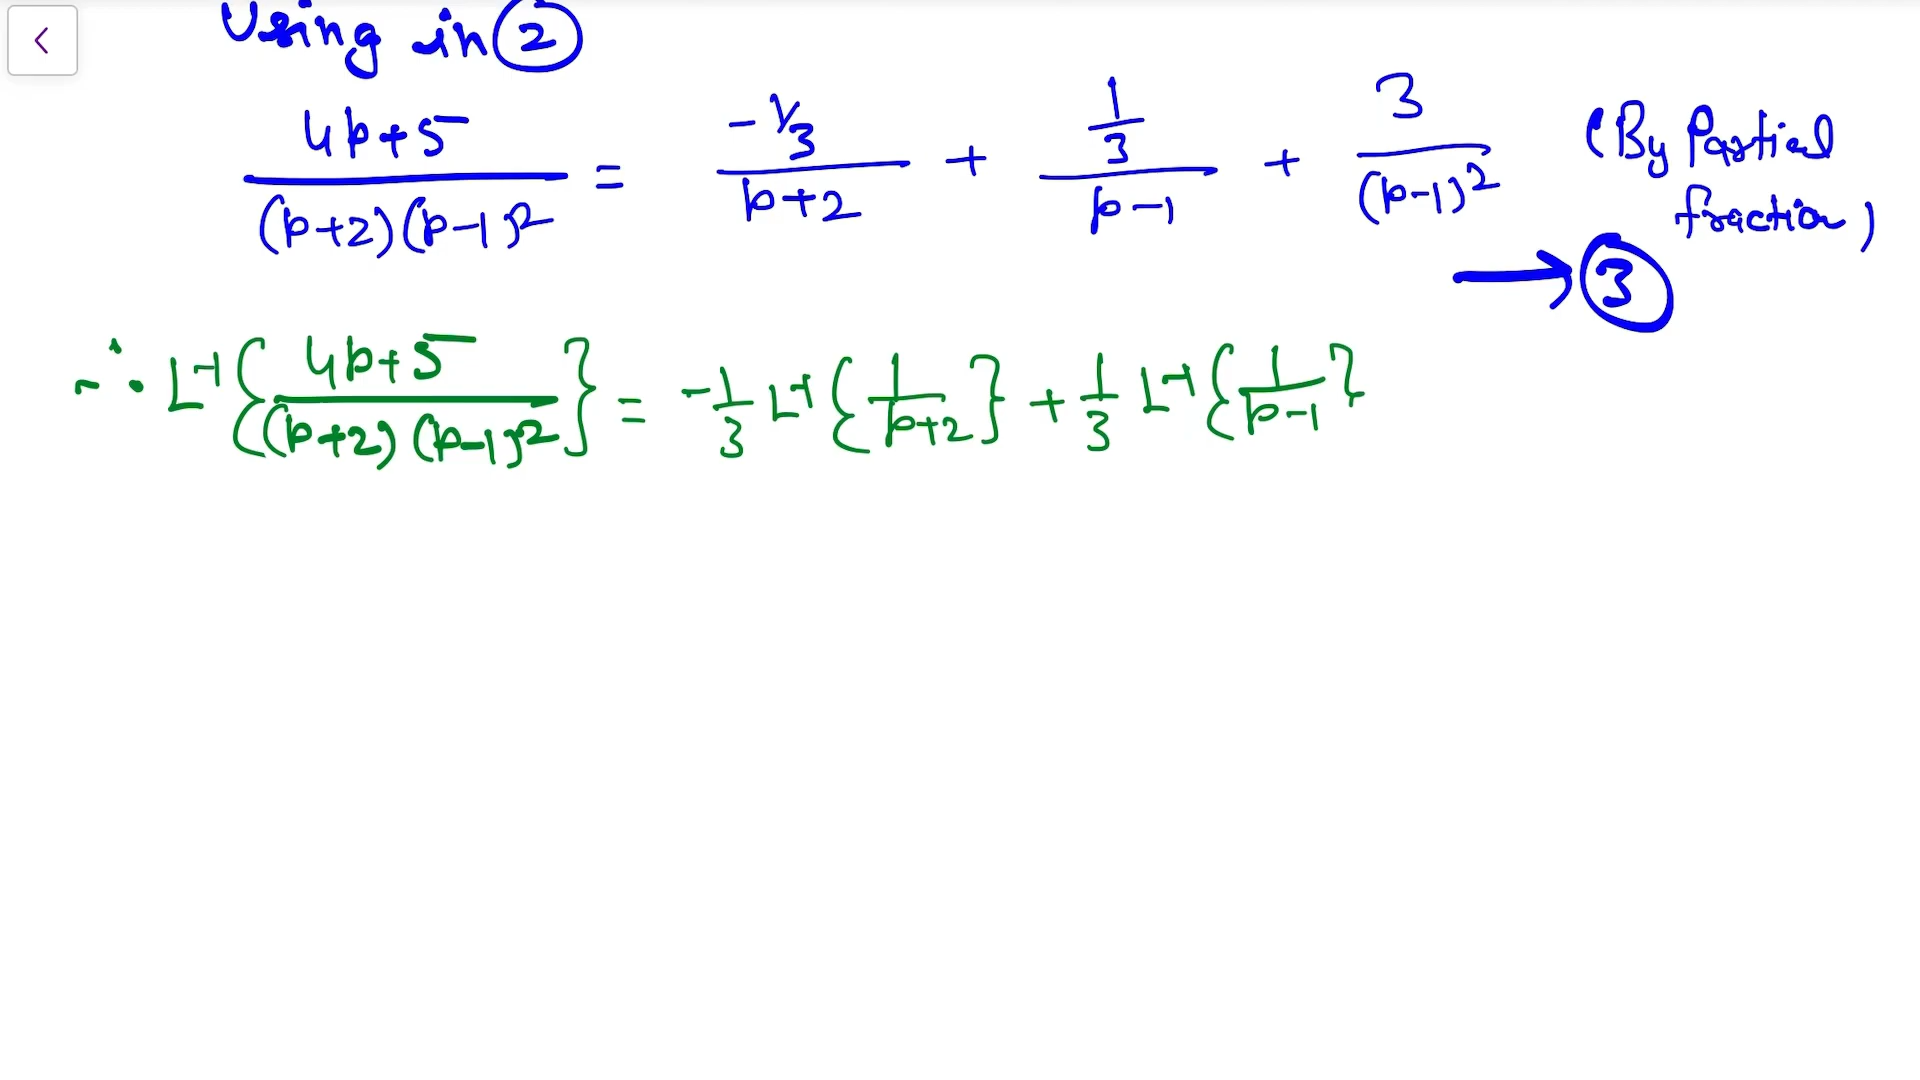 Using in ②
(4p+5)/((p+2)(p-1)²) = (-1/3)/(p+2) + (1/3)/(p-1) + 3/(p-1)² (By Partial fraction)
→ ③
∴ L⁻¹{(4p+5)/((p+2)(p-1)²)} = -1/3 L⁻¹{1/(p+2)} + 1/3 L⁻¹{1/(p-1)}